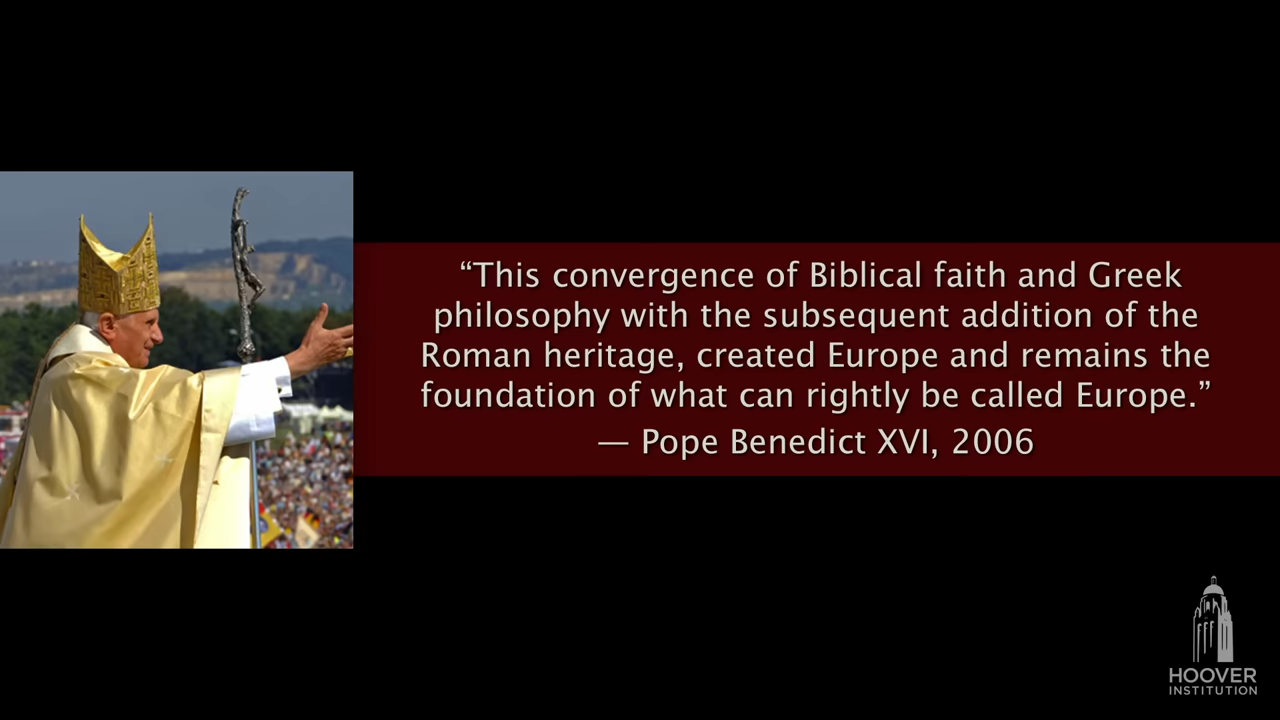 “This convergence of Biblical faith and Greek
philosophy with the subsequent addition of the
Roman heritage, created Europe and remains the
foundation of what can rightly be called Europe.”
— Pope Benedict XVI, 2006
HOOVER
INSTITUTION